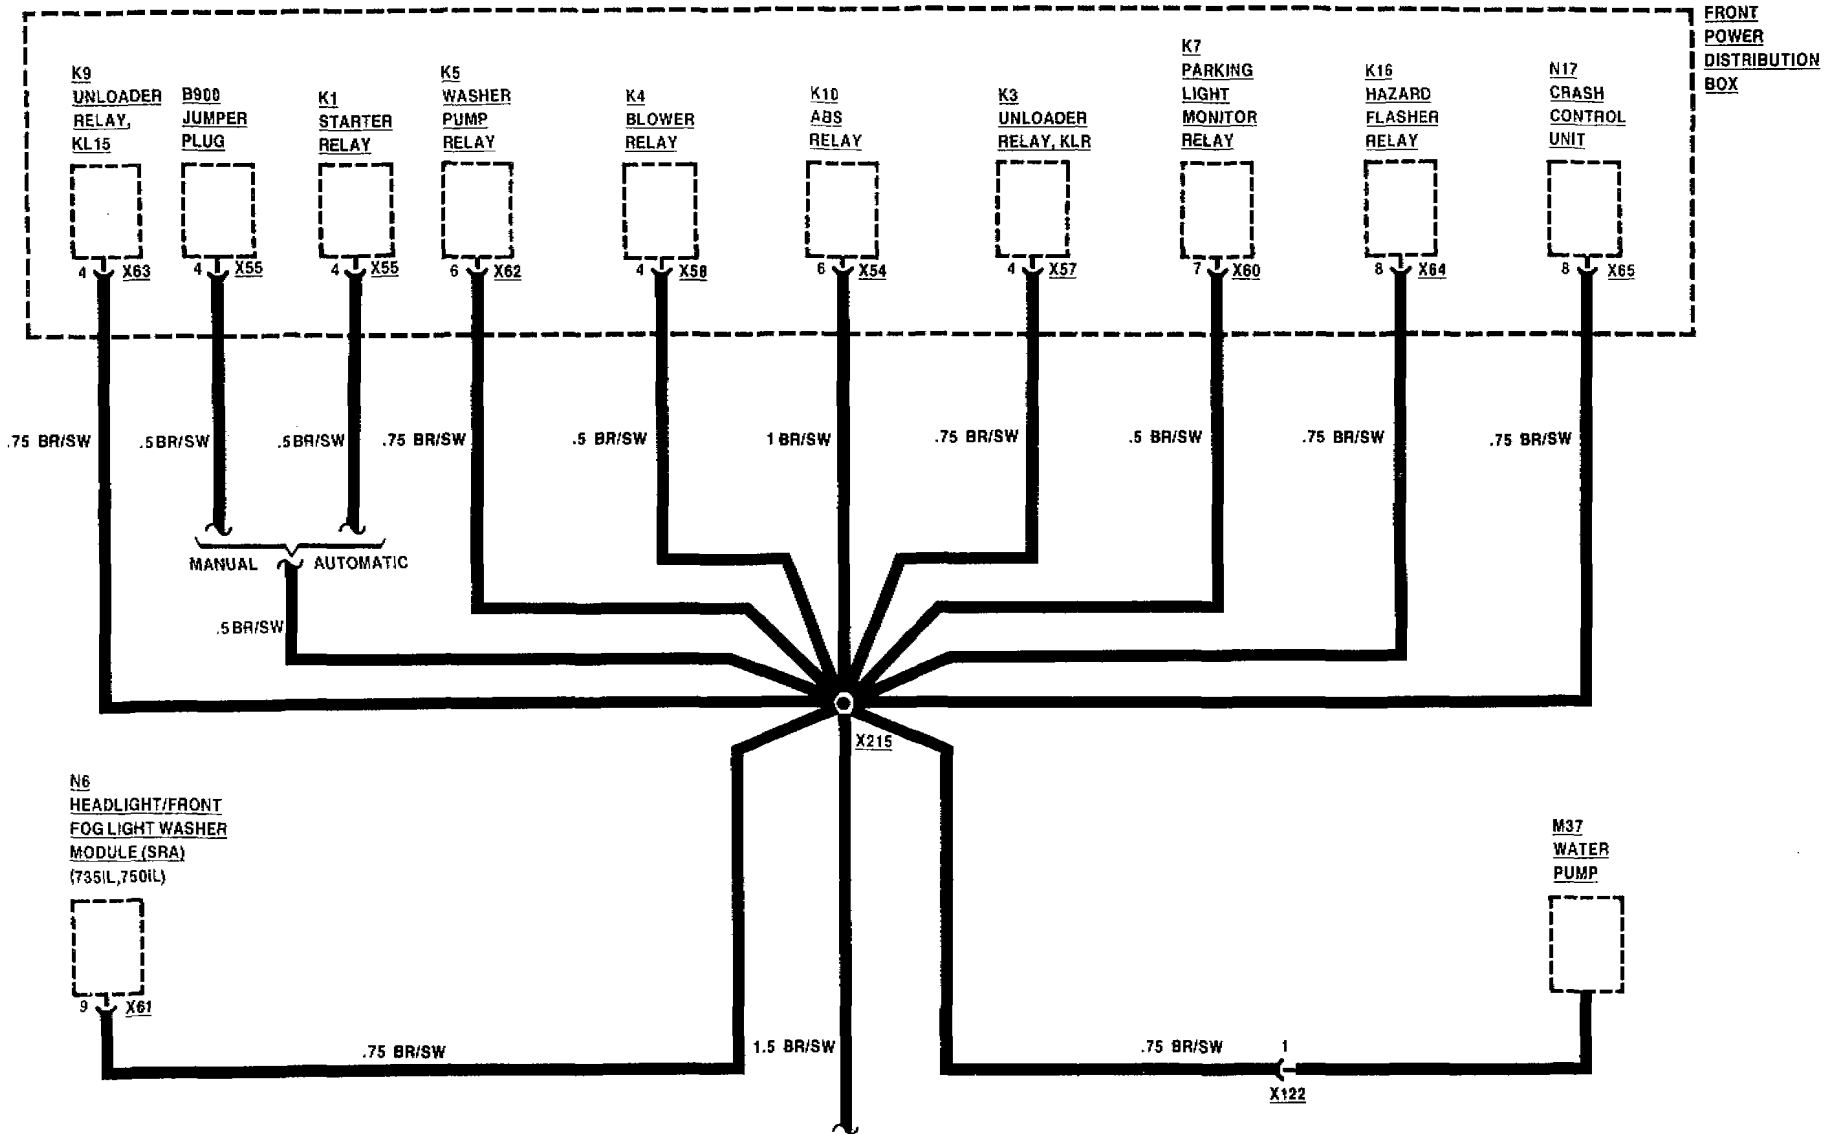 FRONT
POWER
DISTRIBUTION
BOX
K9
UNLOADER
RELAY,
KL15
B900
JUMPER
PLUG
K1
STARTER
RELAY
K5
WASHER
PUMP
RELAY
K4
BLOWER
RELAY
K10
ABS
RELAY
K3
UNLOADER
RELAY, KLR
K7
PARKING
LIGHT
MONITOR
RELAY
K16
HAZARD
FLASHER
RELAY
N17
CRASH
CONTROL
UNIT
4 X63
4 X55
4 X55
6 X62
4 X58
6 X54
4 X57
7 X60
8 X64
8 X65
.75 BR/SW
.5 BR/SW
.5 BR/SW
.75 BR/SW
.5 BR/SW
1 BR/SW
.75 BR/SW
.5 BR/SW
.75 BR/SW
.75 BR/SW
MANUAL
AUTOMATIC
.5 BR/SW
X215
N6
HEADLIGHT/FRONT
FOG LIGHT WASHER
MODULE (SRA)
(735IL,750IL)
M37
WATER
PUMP
9 X61
.75 BR/SW
1.5 BR/SW
.75 BR/SW
1
X122